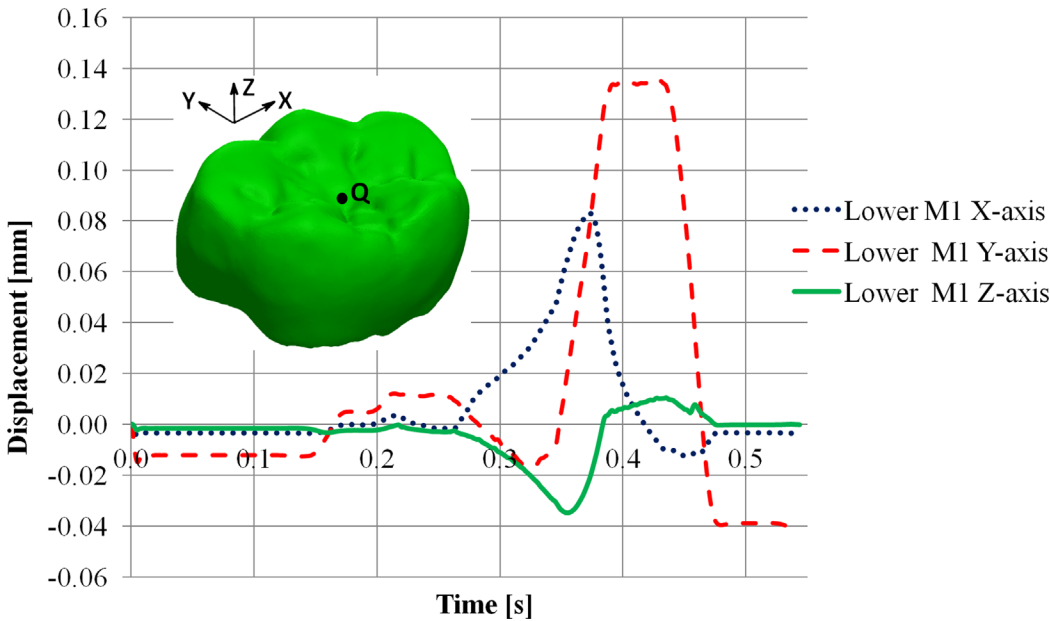 0.16
0.14
0.12
0.10
0.08
0.06
0.04
0.02
0.00
-0.02
-0.04
-0.06
Displacement [mm]
Z
Y
X
Q
0.0
0.1
0.2
0.3
0.4
0.5
Time [s]
Lower M1 X-axis
Lower M1 Y-axis
Lower M1 Z-axis